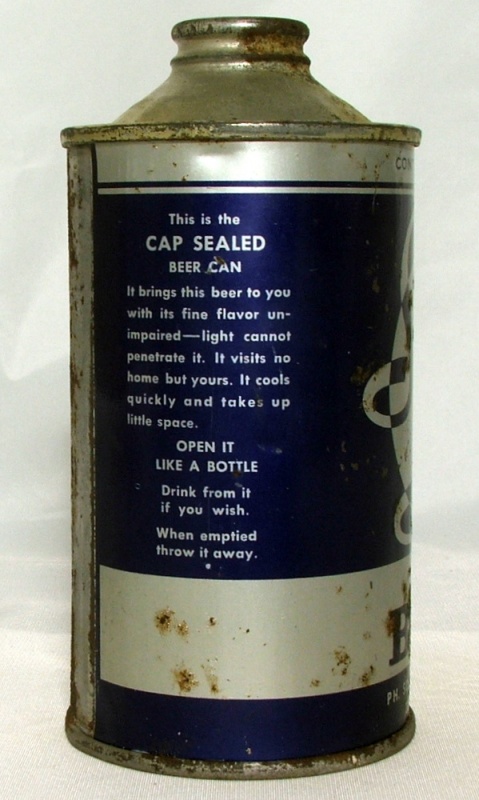 CON
This is the
CAP SEALED
BEER CAN
It brings this beer to you
with its fine flavor un-
impaired—light cannot
penetrate it. It visits no
home but yours. It cools
quickly and takes up
little space.
OPEN IT
LIKE A BOTTLE
Drink from it
if you wish.
When emptied
throw it away.
B
PH.